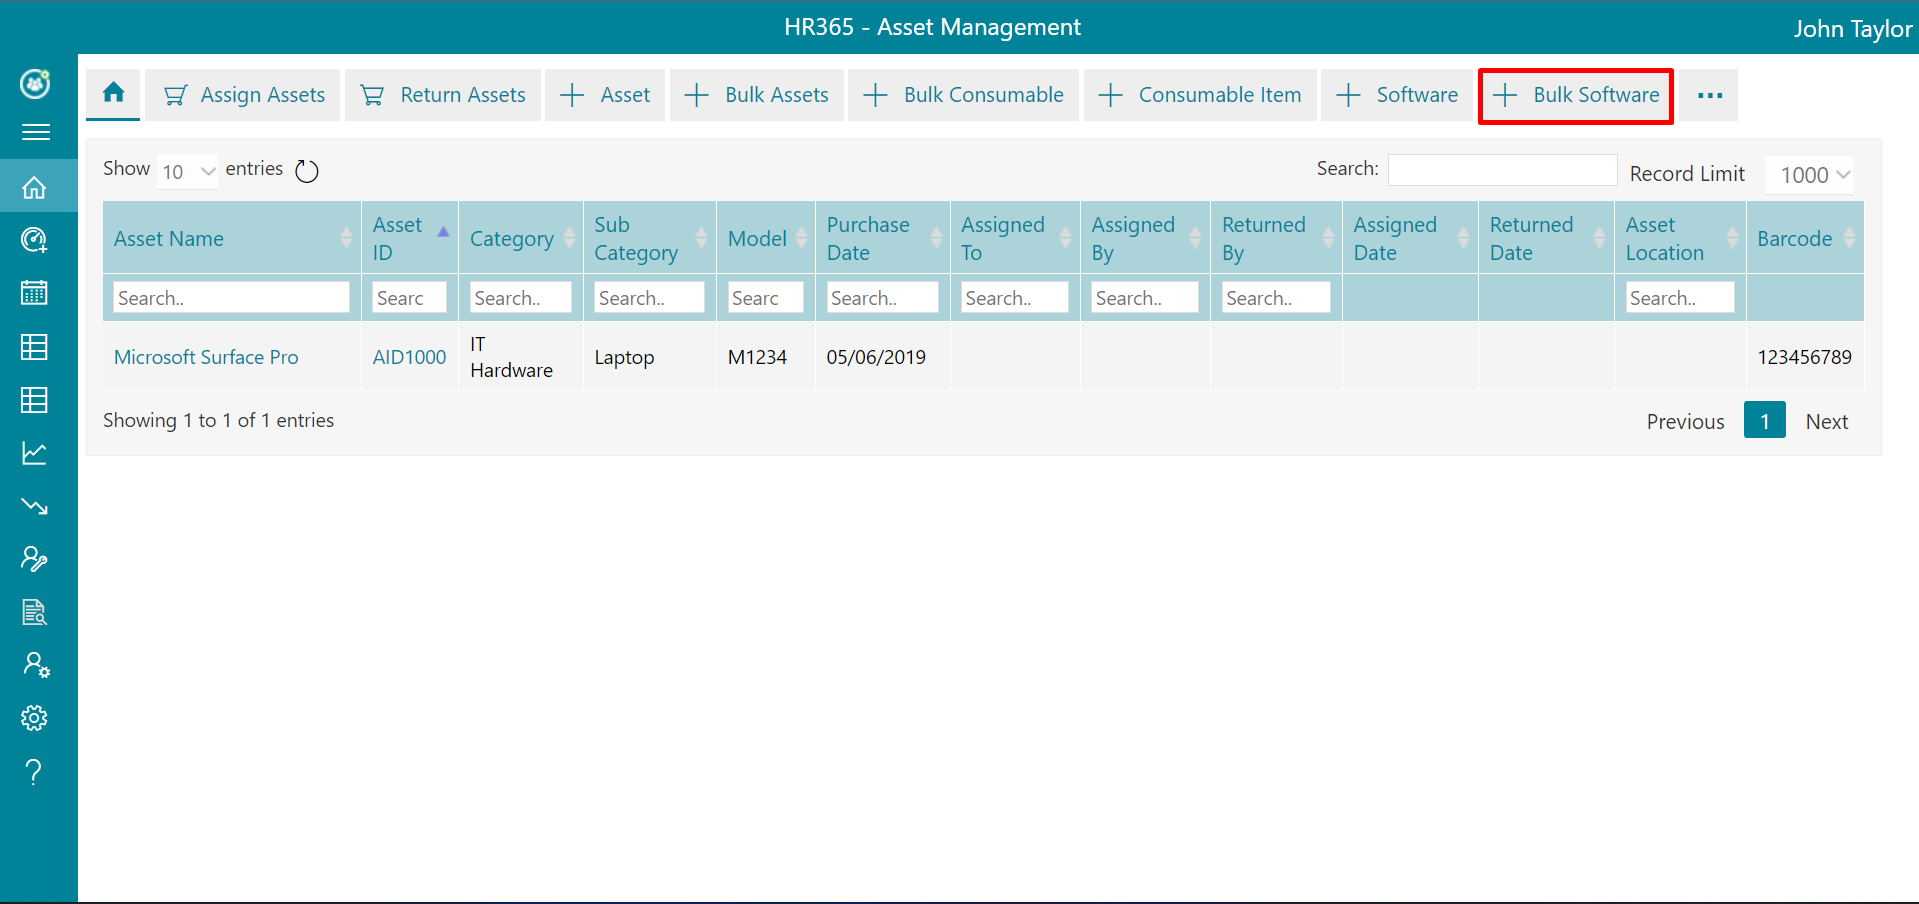 HR365 - Asset Management
John Taylor
Assign Assets
Return Assets
Asset
Bulk Assets
Bulk Consumable
Consumable Item
Software
Bulk Software
Show 10 entries
Search:
Record Limit 1000
Asset Name
Asset ID
Category
Sub Category
Model
Purchase Date
Assigned To
Assigned By
Returned By
Assigned Date
Returned Date
Asset Location
Barcode
Search..
Searc
Search..
Search..
Searc
Search..
Search..
Search..
Search..
Search..
Microsoft Surface Pro
AID1000
IT Hardware
Laptop
M1234
05/06/2019
123456789
Showing 1 to 1 of 1 entries
Previous 1 Next